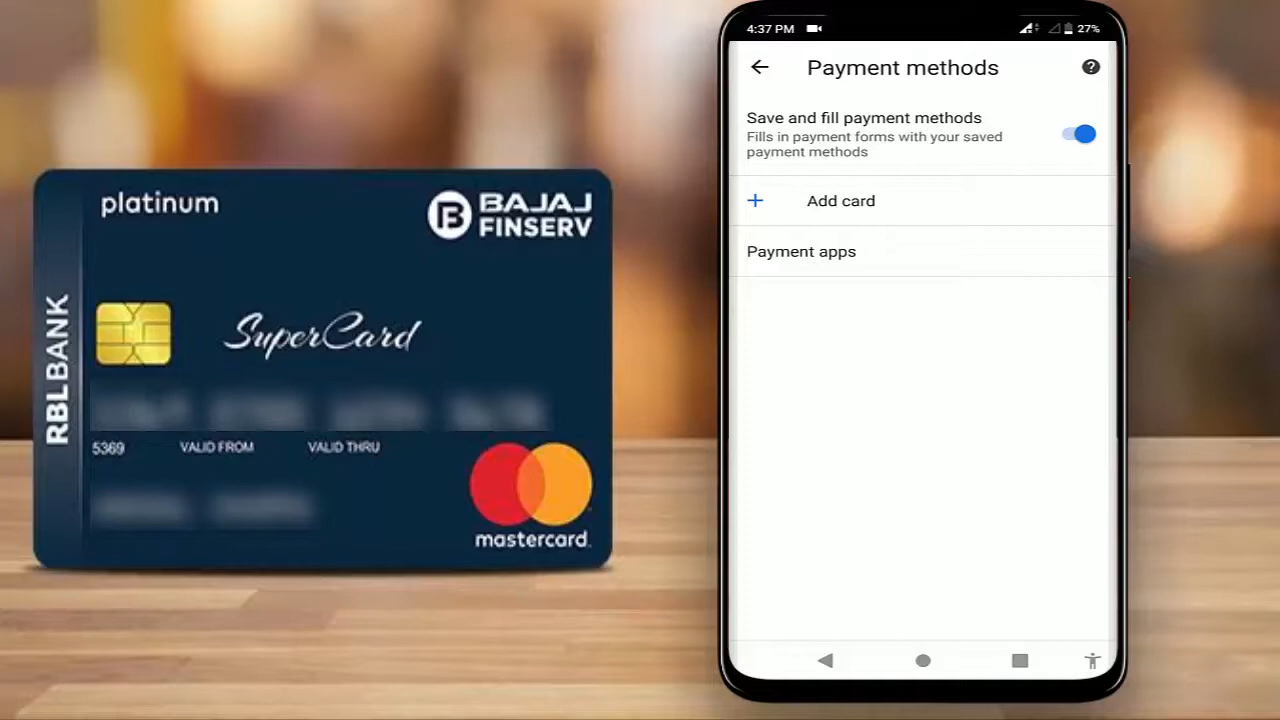 platinum
BAJAJ
FINSERV
RBLBANK
SuperCard
5369
VALID FROM
VALID THRU
mastercard
4:37 PM
27%
Payment methods
Save and fill payment methods
Fills in payment forms with your saved
payment methods
Add card
Payment apps